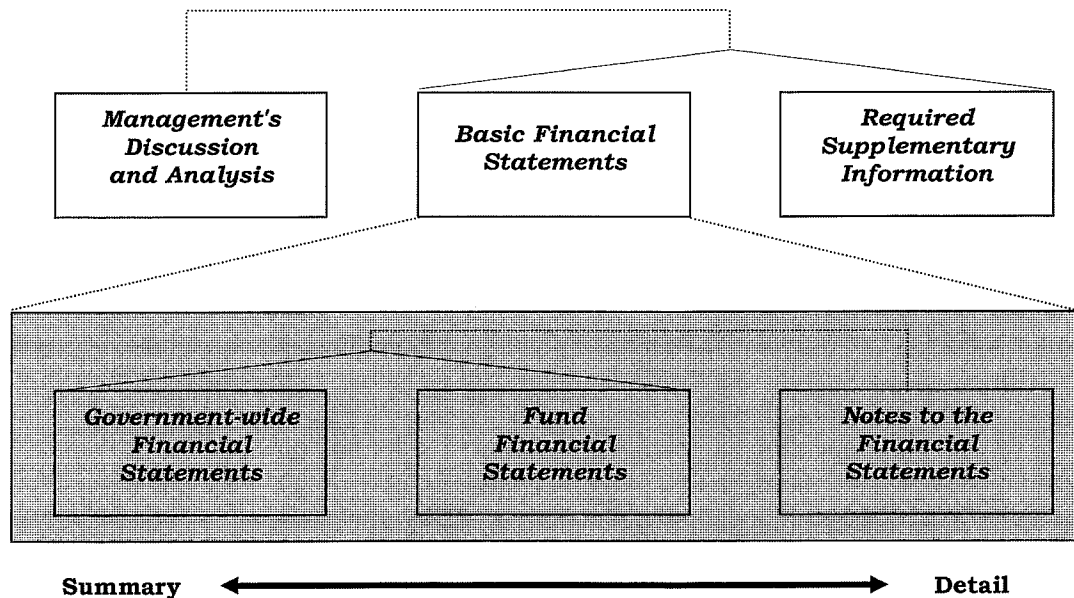 Management's
Discussion
and Analysis
Basic Financial
Statements
Required
Supplementary
Information
Government-wide
Financial
Statements
Fund
Financial
Statements
Notes to the
Financial
Statements
Summary
Detail